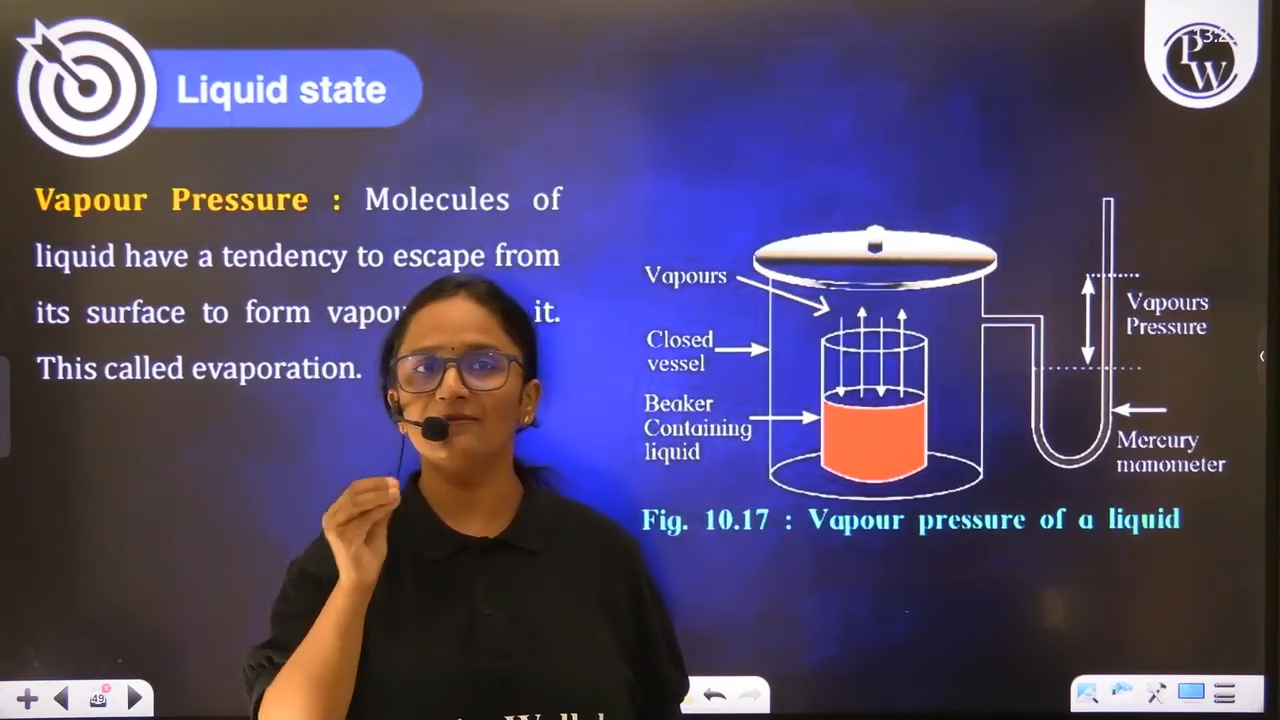 Liquid state
Vapour Pressure : Molecules of
liquid have a tendency to escape from
its surface to form vapou it.
This called evaporation.
Vapours
Closed
vessel
Beaker
Containing
liquid
Vapours
Pressure
Mercury
manometer
Fig. 10.17 : Vapour pressure of a liquid
PW
49